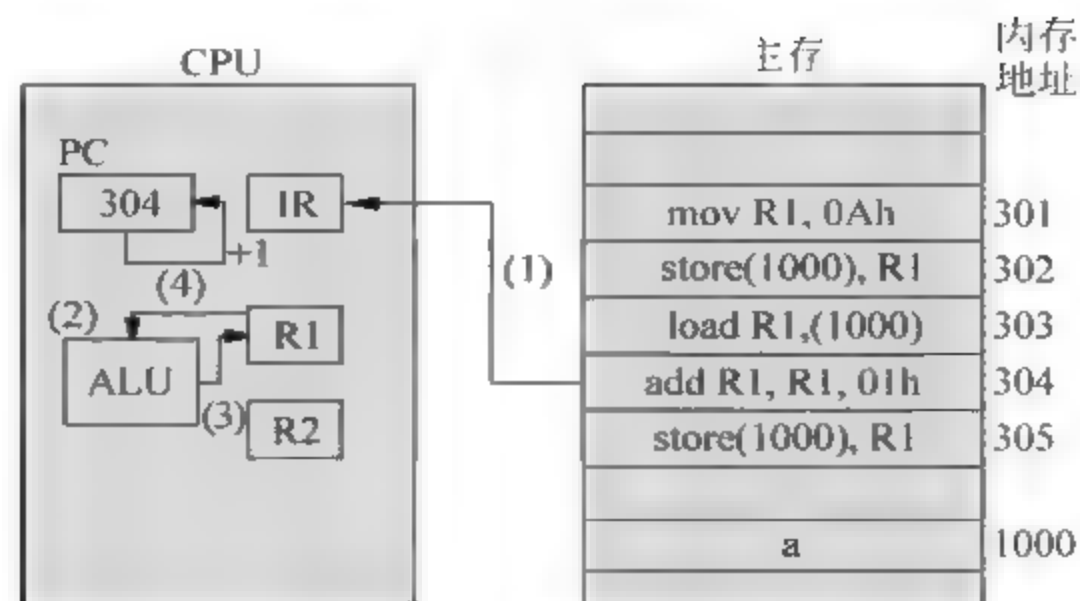 CPU
主存
内存
地址
PC
304
IR
+1
(4)
(1)
(2)
R1
ALU
(3)
R2
mov R1, 0Ah
301
store(1000), R1
302
load R1,(1000)
303
add R1, R1, 01h
304
store(1000), R1
305
a
1000